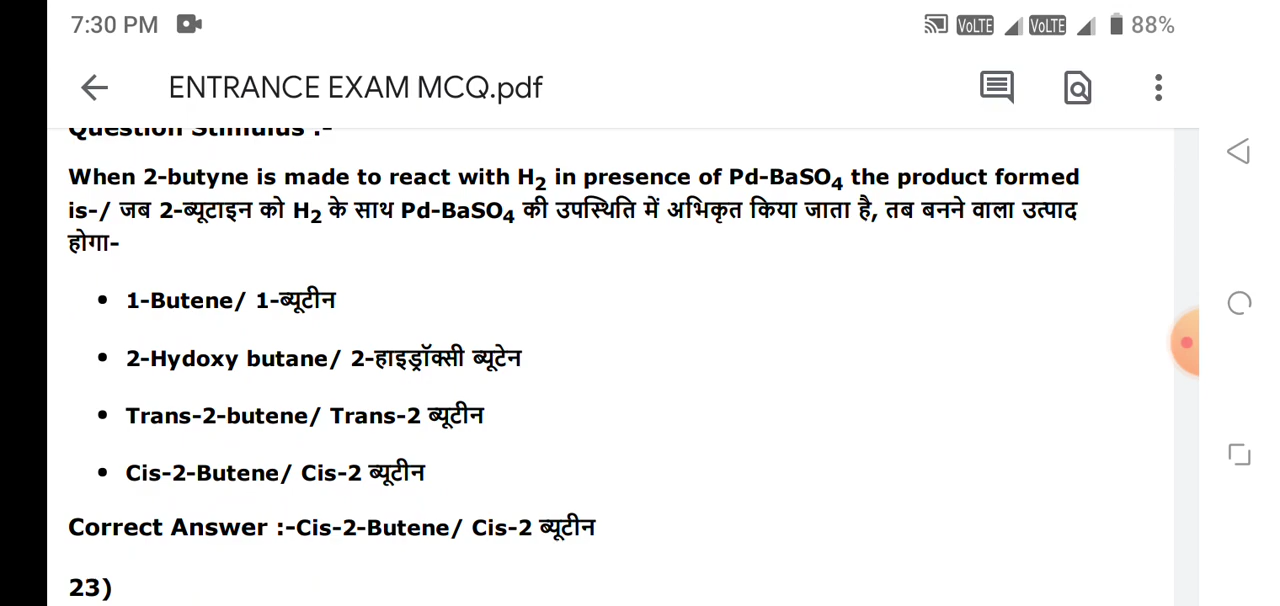 7:30 PM VoLTE VoLTE 88%
ENTRANCE EXAM MCQ.pdf
Question Stimulus :-
When 2-butyne is made to react with H2 in presence of Pd-BaSO4 the product formed
is-/ जब 2-ब्यूटाइन को H2 के साथ Pd-BaSO4 की उपस्थिति में अभिकृत किया जाता है, तब बनने वाला उत्पाद
होगा-
• 1-Butene/ 1-ब्यूटीन
• 2-Hydoxy butane/ 2-हाइड्रॉक्सी ब्यूटेन
• Trans-2-butene/ Trans-2 ब्यूटीन
• Cis-2-Butene/ Cis-2 ब्यूटीन
Correct Answer :-Cis-2-Butene/ Cis-2 ब्यूटीन
23)